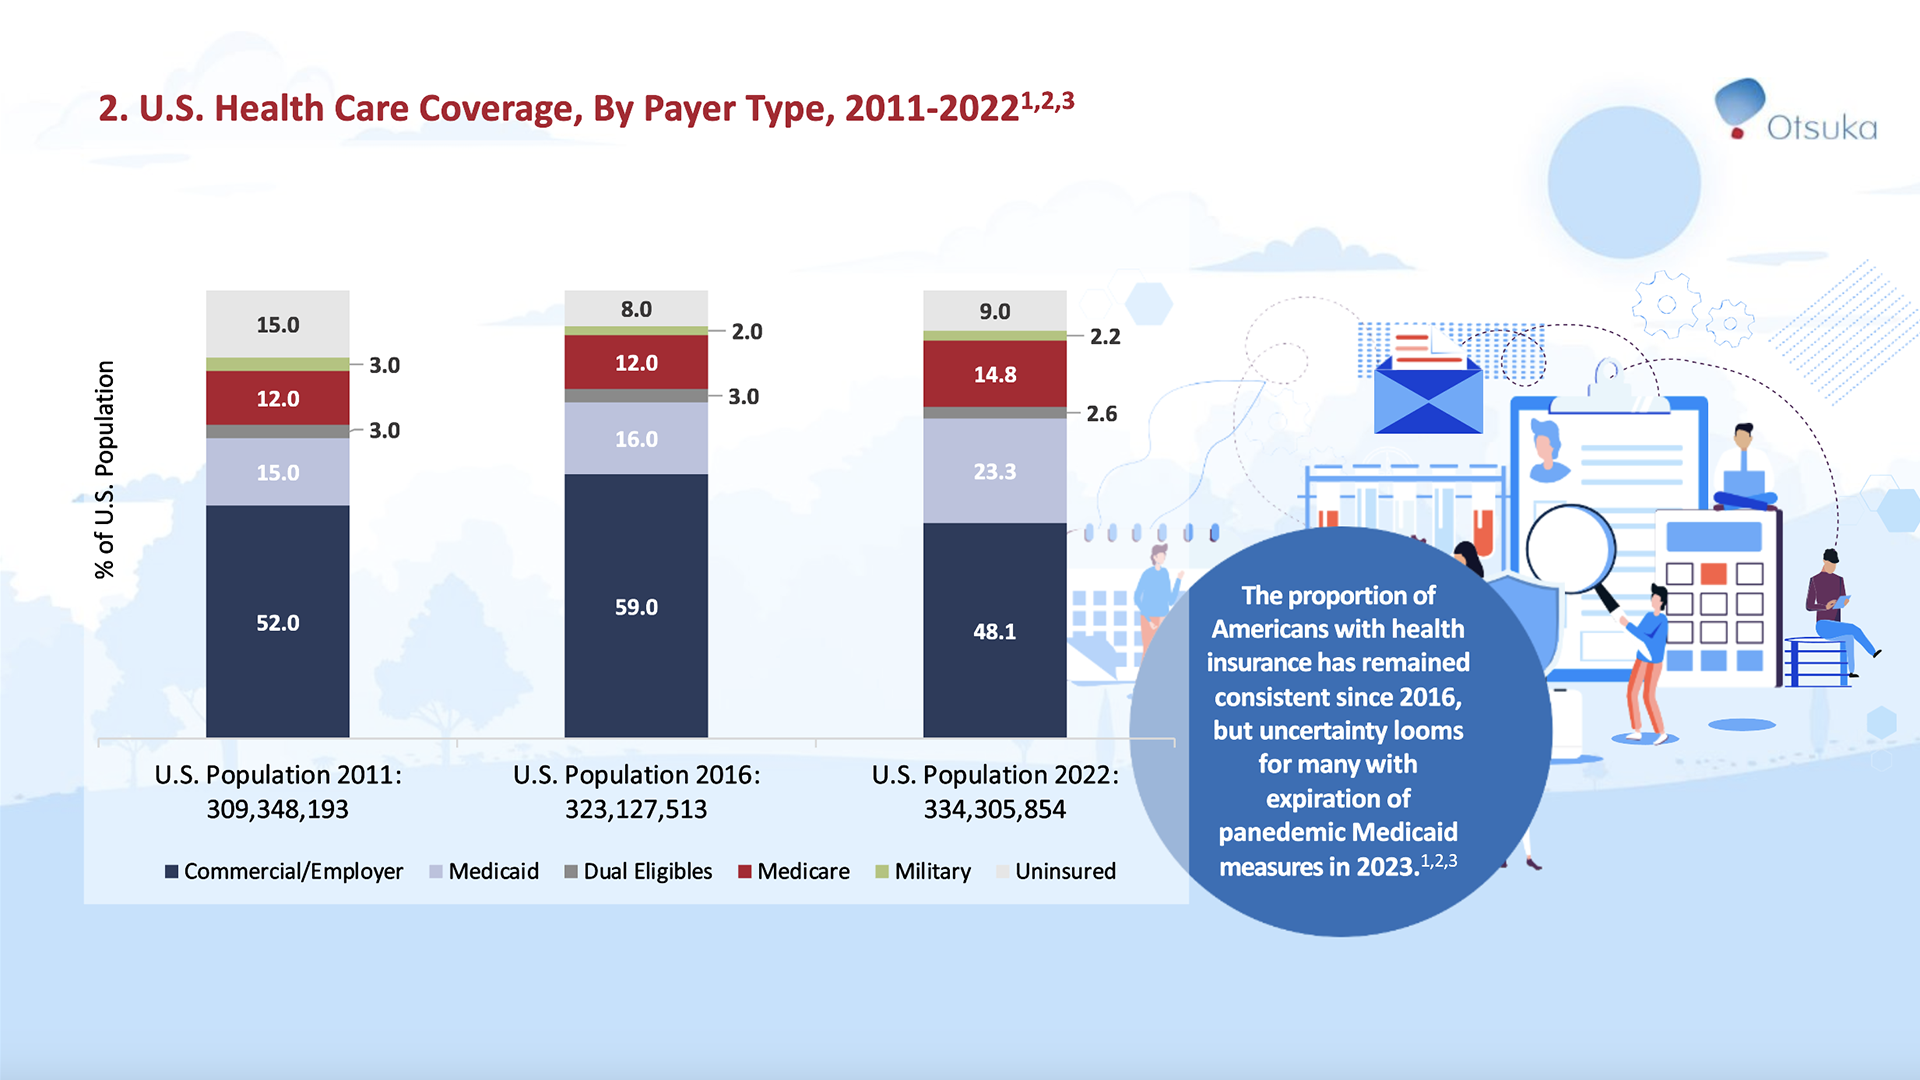 2. U.S. Health Care Coverage, By Payer Type, 2011-2022¹,²,³
Otsuka
% of U.S. Population
15.0
3.0
12.0
3.0
15.0
52.0
8.0
2.0
12.0
3.0
16.0
59.0
9.0
2.2
14.8
2.6
23.3
48.1
U.S. Population 2011:
309,348,193
U.S. Population 2016:
323,127,513
U.S. Population 2022:
334,305,854
Commercial/Employer Medicaid Dual Eligibles Medicare Military Uninsured
The proportion of
Americans with health
insurance has remained
consistent since 2016,
but uncertainty looms
for many with
expiration of
panedemic Medicaid
measures in 2023.¹,²,³